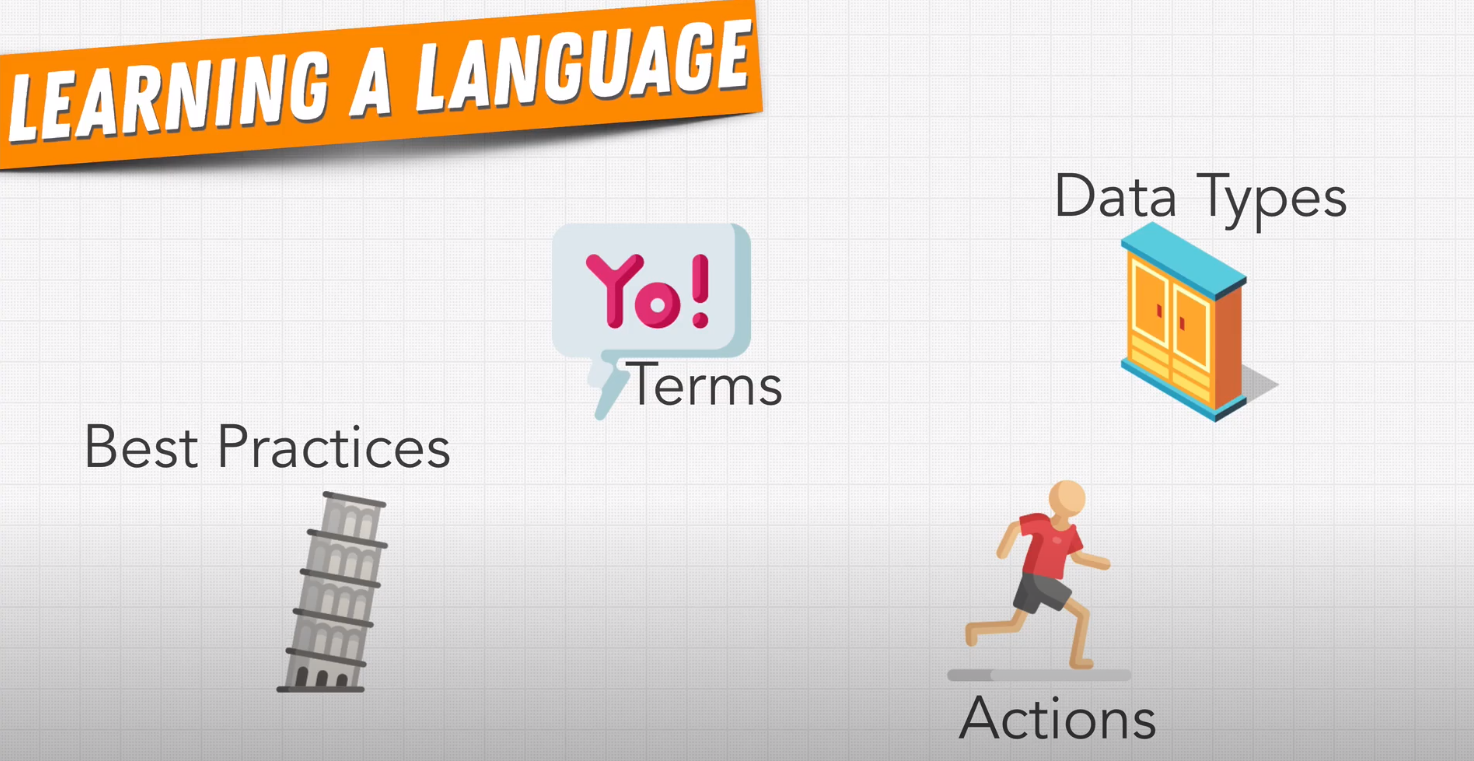 LEARNING A LANGUAGE
Data Types
Yo!
Terms
Best Practices
Actions